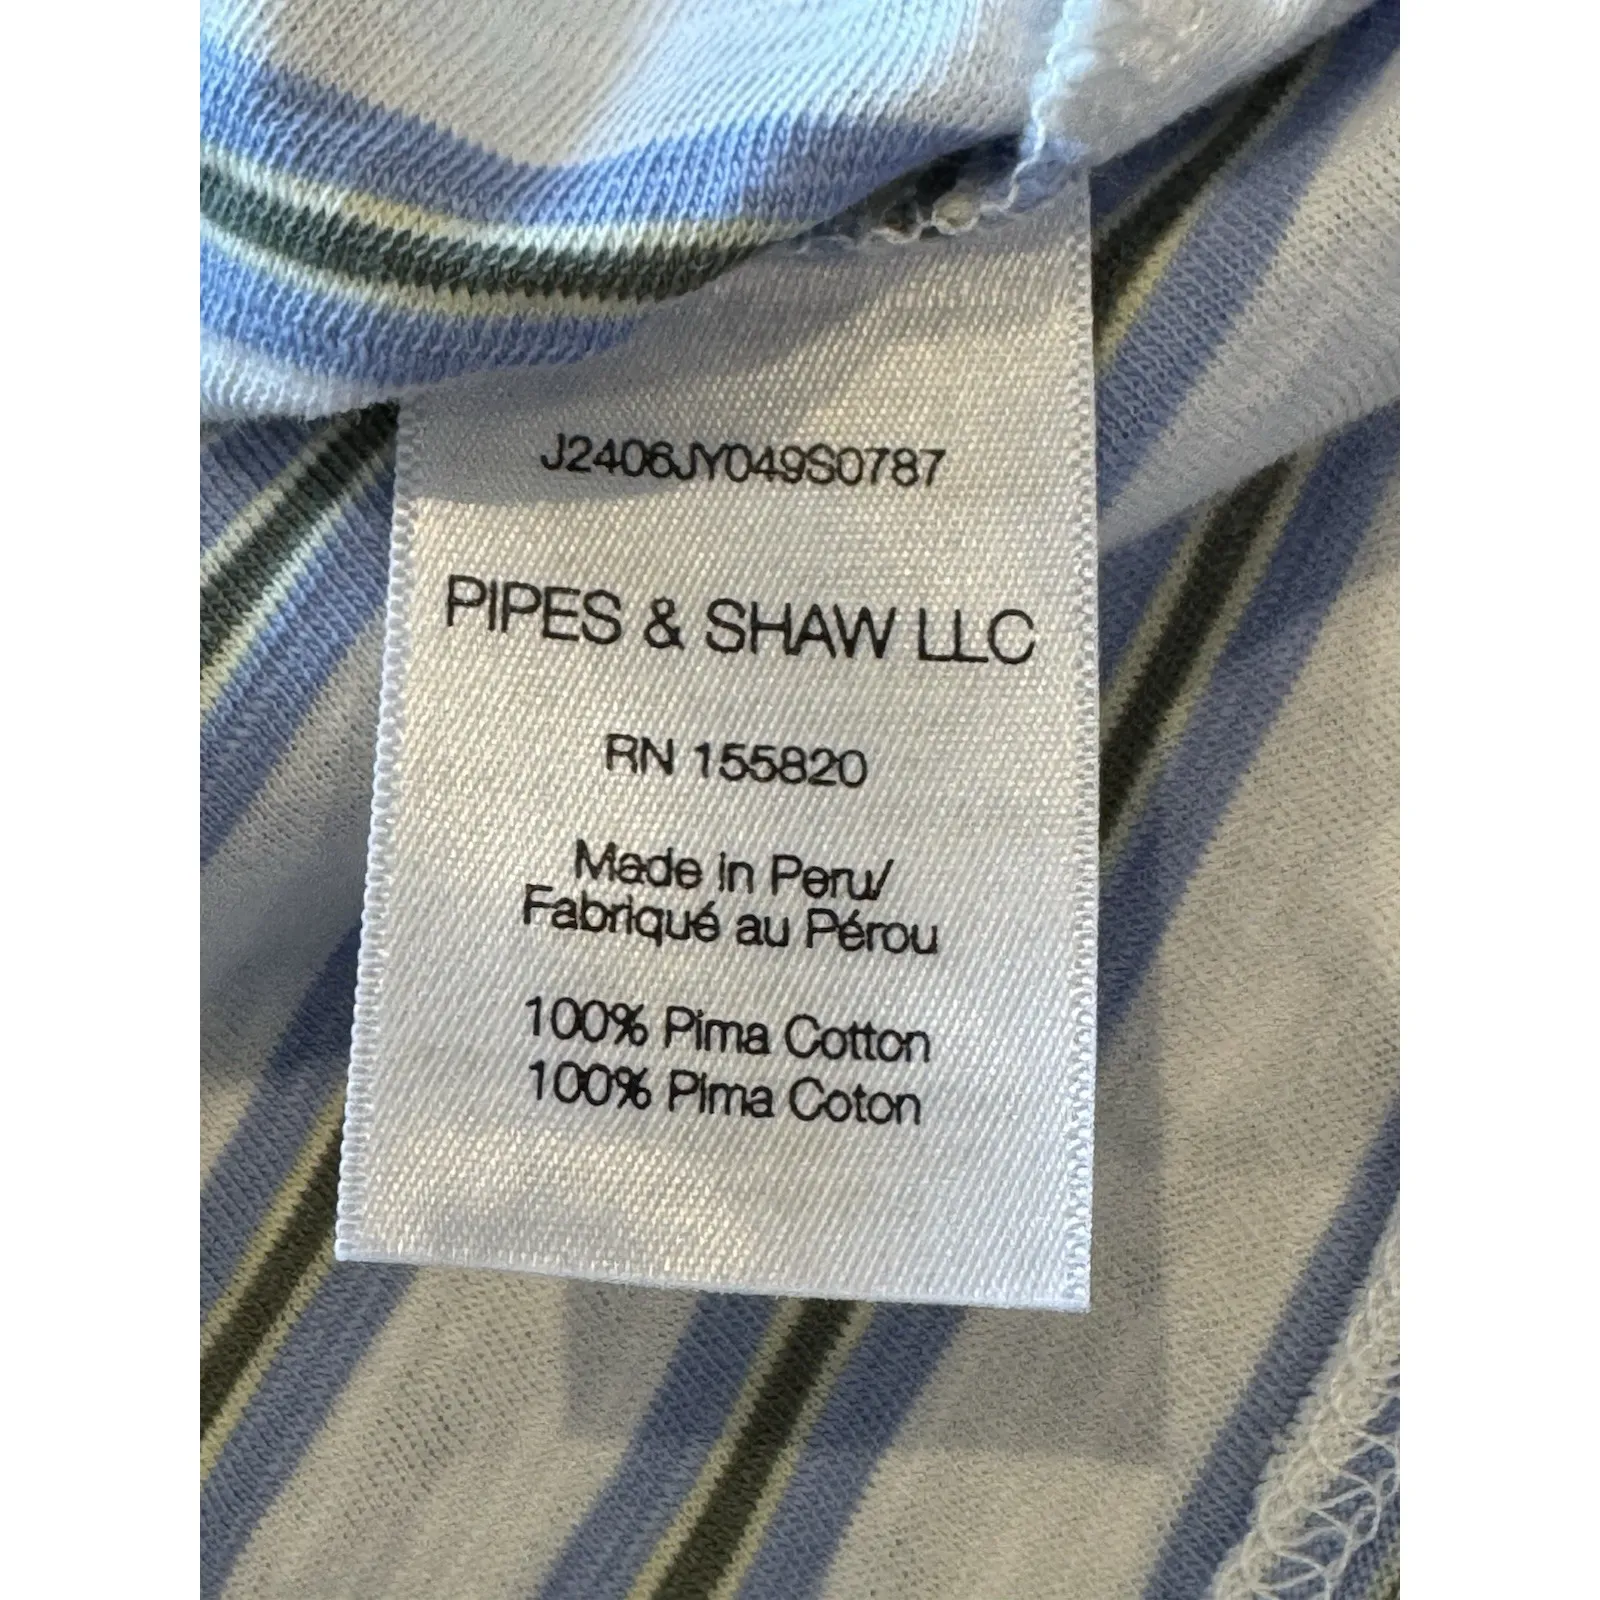 J2406JY049S0787
PIPES & SHAW LLC
RN 155820
Made in Peru/
Fabriqué au Pérou
100% Pima Cotton
100% Pima Coton